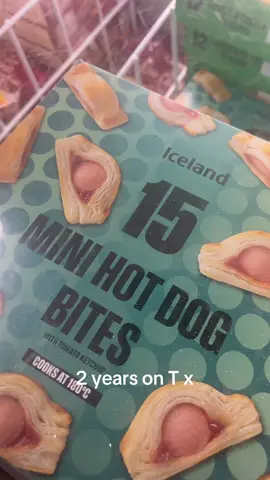 Iceland
15
MINI HOT DOG
BITES
WITH TOMATO KETCHUP
COOKS AT 180°C
2 years on T x